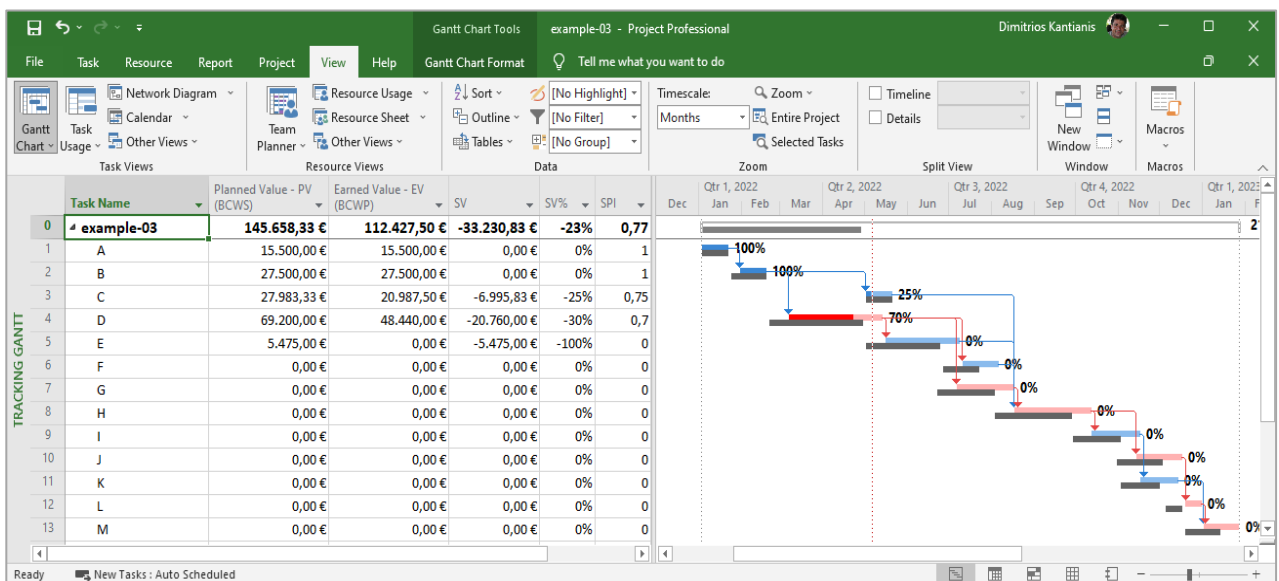 Gantt Chart Tools example-03 - Project Professional Dimitrios Kantianis
File Task Resource Report Project View Help Gantt Chart Format Tell me what you want to do
Gantt Chart
Task Usage
Network Diagram
Calendar
Other Views
Task Views
Team Planner
Resource Usage
Resource Sheet
Other Views
Resource Views
Sort
Outline
Tables
[No Highlight]
[No Filter]
[No Group]
Data
Timescale:
Months
Zoom
Entire Project
Selected Tasks
Zoom
Timeline
Details
Split View
New Window
Window
Macros
Macros
TRACKING GANTT
Task Name Planned Value - PV (BCWS) Earned Value - EV (BCWP) SV SV% SPI
0 example-03 145.658,33 € 112.427,50 € -33.230,83 € -23% 0,77
1 A 15.500,00 € 15.500,00 € 0,00 € 0% 1
2 B 27.500,00 € 27.500,00 € 0,00 € 0% 1
3 C 27.983,33 € 20.987,50 € -6.995,83 € -25% 0,75
4 D 69.200,00 € 48.440,00 € -20.760,00 € -30% 0,7
5 E 5.475,00 € 0,00 € -5.475,00 € -100% 0
6 F 0,00 € 0,00 € 0,00 € 0% 0
7 G 0,00 € 0,00 € 0,00 € 0% 0
8 H 0,00 € 0,00 € 0,00 € 0% 0
9 I 0,00 € 0,00 € 0,00 € 0% 0
10 J 0,00 € 0,00 € 0,00 € 0% 0
11 K 0,00 € 0,00 € 0,00 € 0% 0
12 L 0,00 € 0,00 € 0,00 € 0% 0
13 M 0,00 € 0,00 € 0,00 € 0% 0
Qtr 1, 2022 Qtr 2, 2022 Qtr 3, 2022 Qtr 4, 2022 Qtr 1, 2023
Dec Jan Feb Mar Apr May Jun Jul Aug Sep Oct Nov Dec Jan F
100%
100%
25%
70%
0%
0%
0%
0%
0%
0%
0%
0%
0%
Ready New Tasks : Auto Scheduled